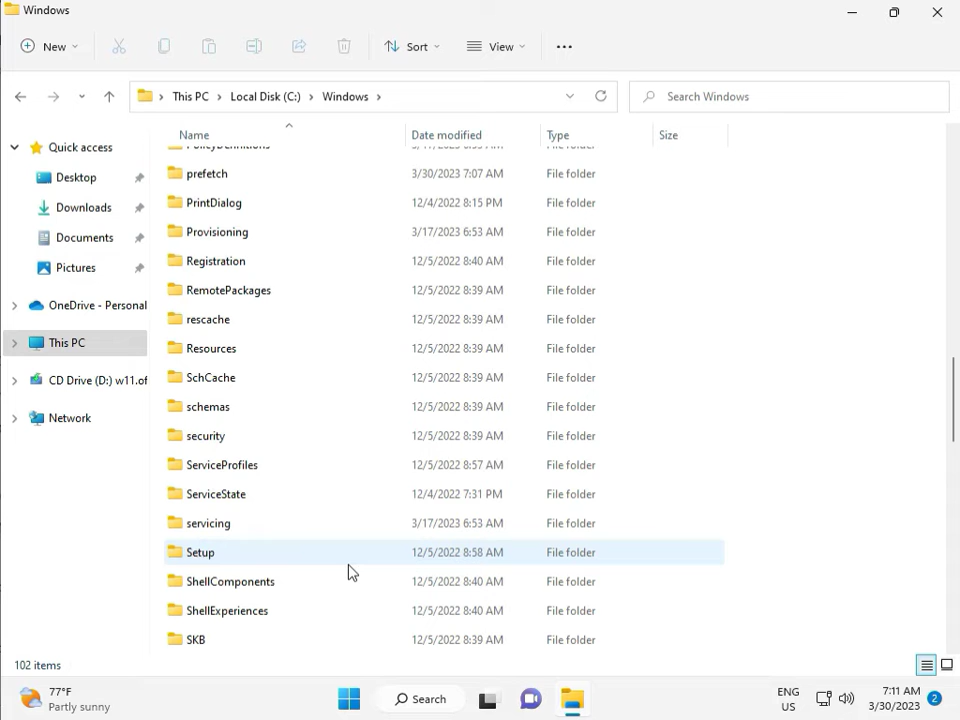 Windows
New
Sort
View
This PC
Local Disk (C:)
Windows
Search Windows
Name
Date modified
Type
Size
Quick access
Desktop
Downloads
Documents
Pictures
OneDrive - Personal
This PC
CD Drive (D:) w11.of
Network
prefetch 3/30/2023 7:07 AM File folder
PrintDialog 12/4/2022 8:15 PM File folder
Provisioning 3/17/2023 6:53 AM File folder
Registration 12/5/2022 8:40 AM File folder
RemotePackages 12/5/2022 8:39 AM File folder
rescache 12/5/2022 8:39 AM File folder
Resources 12/5/2022 8:39 AM File folder
SchCache 12/5/2022 8:39 AM File folder
schemas 12/5/2022 8:39 AM File folder
security 12/5/2022 8:39 AM File folder
ServiceProfiles 12/5/2022 8:57 AM File folder
ServiceState 12/4/2022 7:31 PM File folder
servicing 3/17/2023 6:53 AM File folder
Setup 12/5/2022 8:58 AM File folder
ShellComponents 12/5/2022 8:40 AM File folder
ShellExperiences 12/5/2022 8:40 AM File folder
SKB 12/5/2022 8:39 AM File folder
102 items
77°F
Partly sunny
Search
ENG
US
7:11 AM
3/30/2023
2